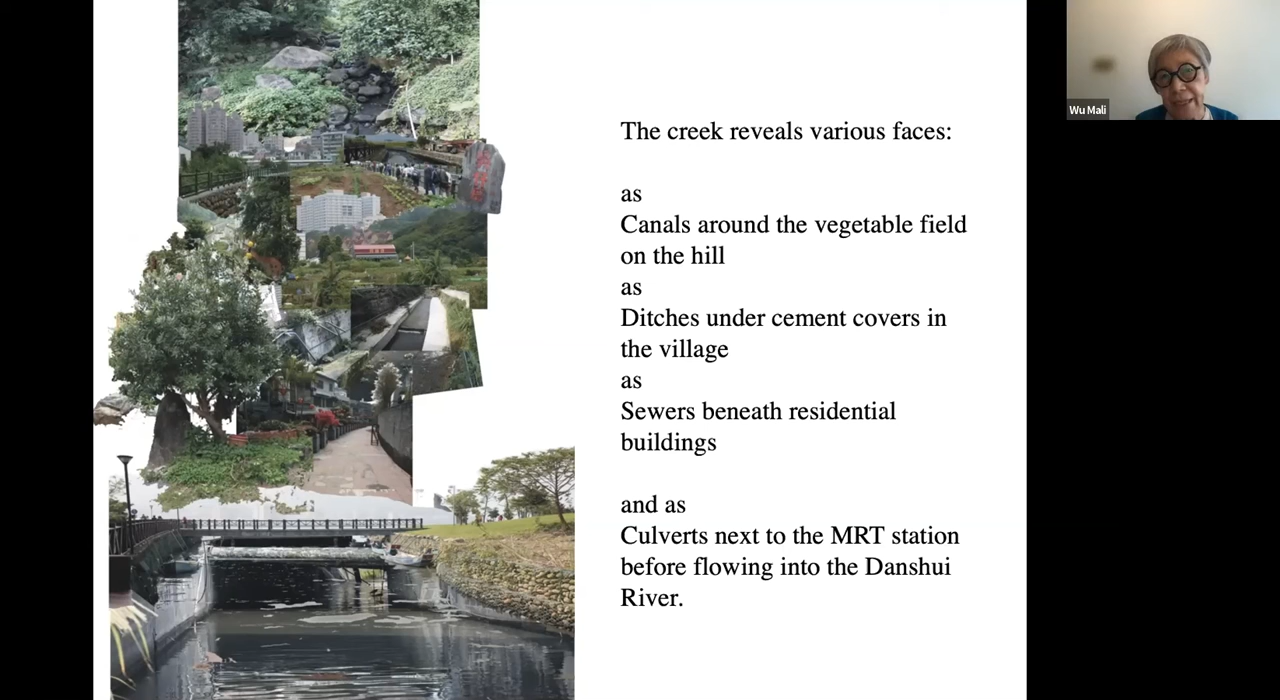 The creek reveals various faces:
as
Canals around the vegetable field
on the hill
as
Ditches under cement covers in
the village
as
Sewers beneath residential
buildings
and as
Culverts next to the MRT station
before flowing into the Danshui
River.
Wu Mali